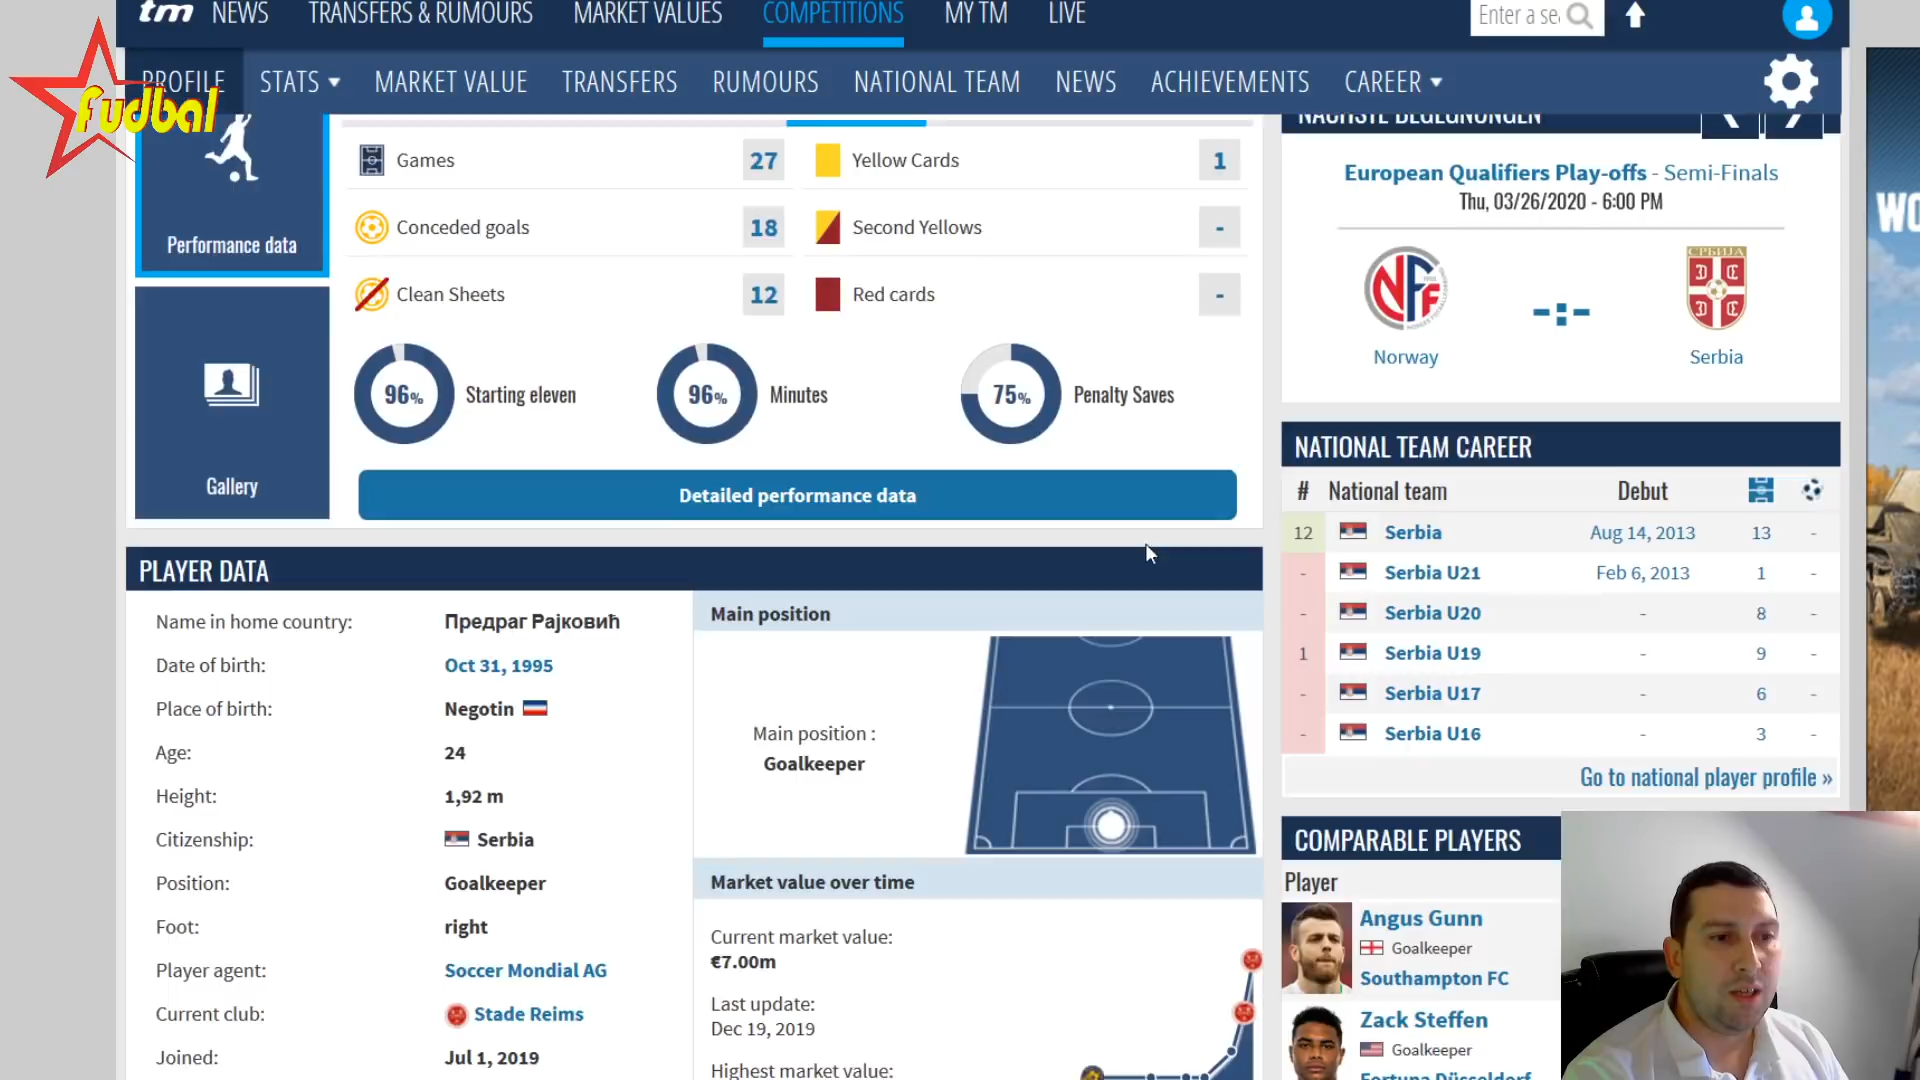 tm NEWS TRANSFERS & RUMOURS MARKET VALUES COMPETITIONS MY TM LIVE
PROFILE STATS MARKET VALUE TRANSFERS RUMOURS NATIONAL TEAM NEWS ACHIEVEMENTS CAREER
fudbal
Performance data
Gallery
Games 27
Yellow Cards 1
Conceded goals 18
Second Yellows -
Clean Sheets 12
Red cards -
96% Starting eleven
96% Minutes
75% Penalty Saves
Detailed performance data
NÄCHSTE BEGEGNUNGEN
European Qualifiers Play-offs - Semi-Finals
Thu, 03/26/2020 - 6:00 PM
СРБИЈА
-:-
Norway Serbia
NATIONAL TEAM CAREER
# National team Debut
12 Serbia Aug 14, 2013 13 -
- Serbia U21 Feb 6, 2013 1 -
- Serbia U20 - 8 -
1 Serbia U19 - 9 -
- Serbia U17 - 6 -
- Serbia U16 - 3 -
Go to national player profile »
PLAYER DATA
Name in home country: Предраг Рајковић
Date of birth: Oct 31, 1995
Place of birth: Negotin
Age: 24
Height: 1,92 m
Citizenship: Serbia
Position: Goalkeeper
Foot: right
Player agent: Soccer Mondial AG
Current club: Stade Reims
Joined: Jul 1, 2019
Main position
Main position :
Goalkeeper
Market value over time
Current market value:
€7.00m
Last update:
Dec 19, 2019
Highest market value:
COMPARABLE PLAYERS
Player
Angus Gunn
Goalkeeper
Southampton FC
Zack Steffen
Goalkeeper
Fortuna Düsseldorf